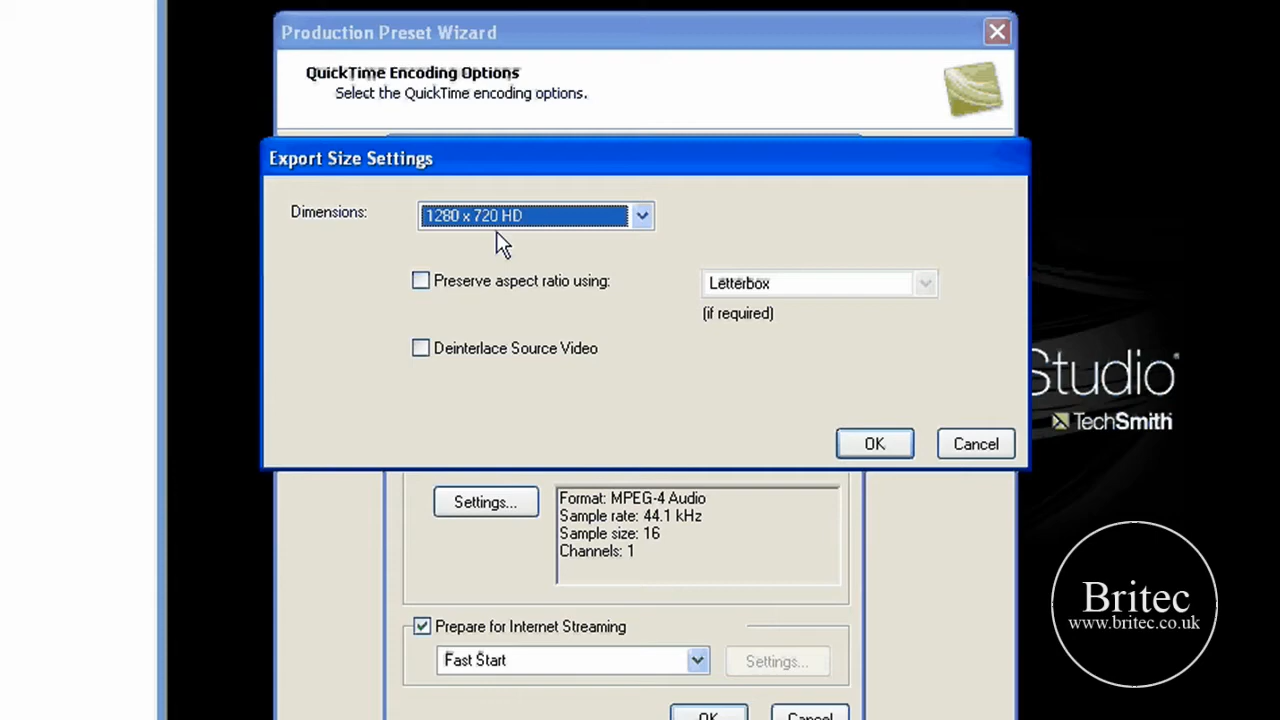 Production Preset Wizard
QuickTime Encoding Options
Select the QuickTime encoding options.
Export Size Settings
Dimensions:
1280 x 720 HD
Preserve aspect ratio using:
Letterbox
(if required)
Deinterlace Source Video
OK
Cancel
Studio
TechSmith
Settings...
Format: MPEG-4 Audio
Sample rate: 44.1 kHz
Sample size: 16
Channels: 1
Prepare for Internet Streaming
Fast Start
Settings...
OK
Cancel
Britec
www.britec.co.uk